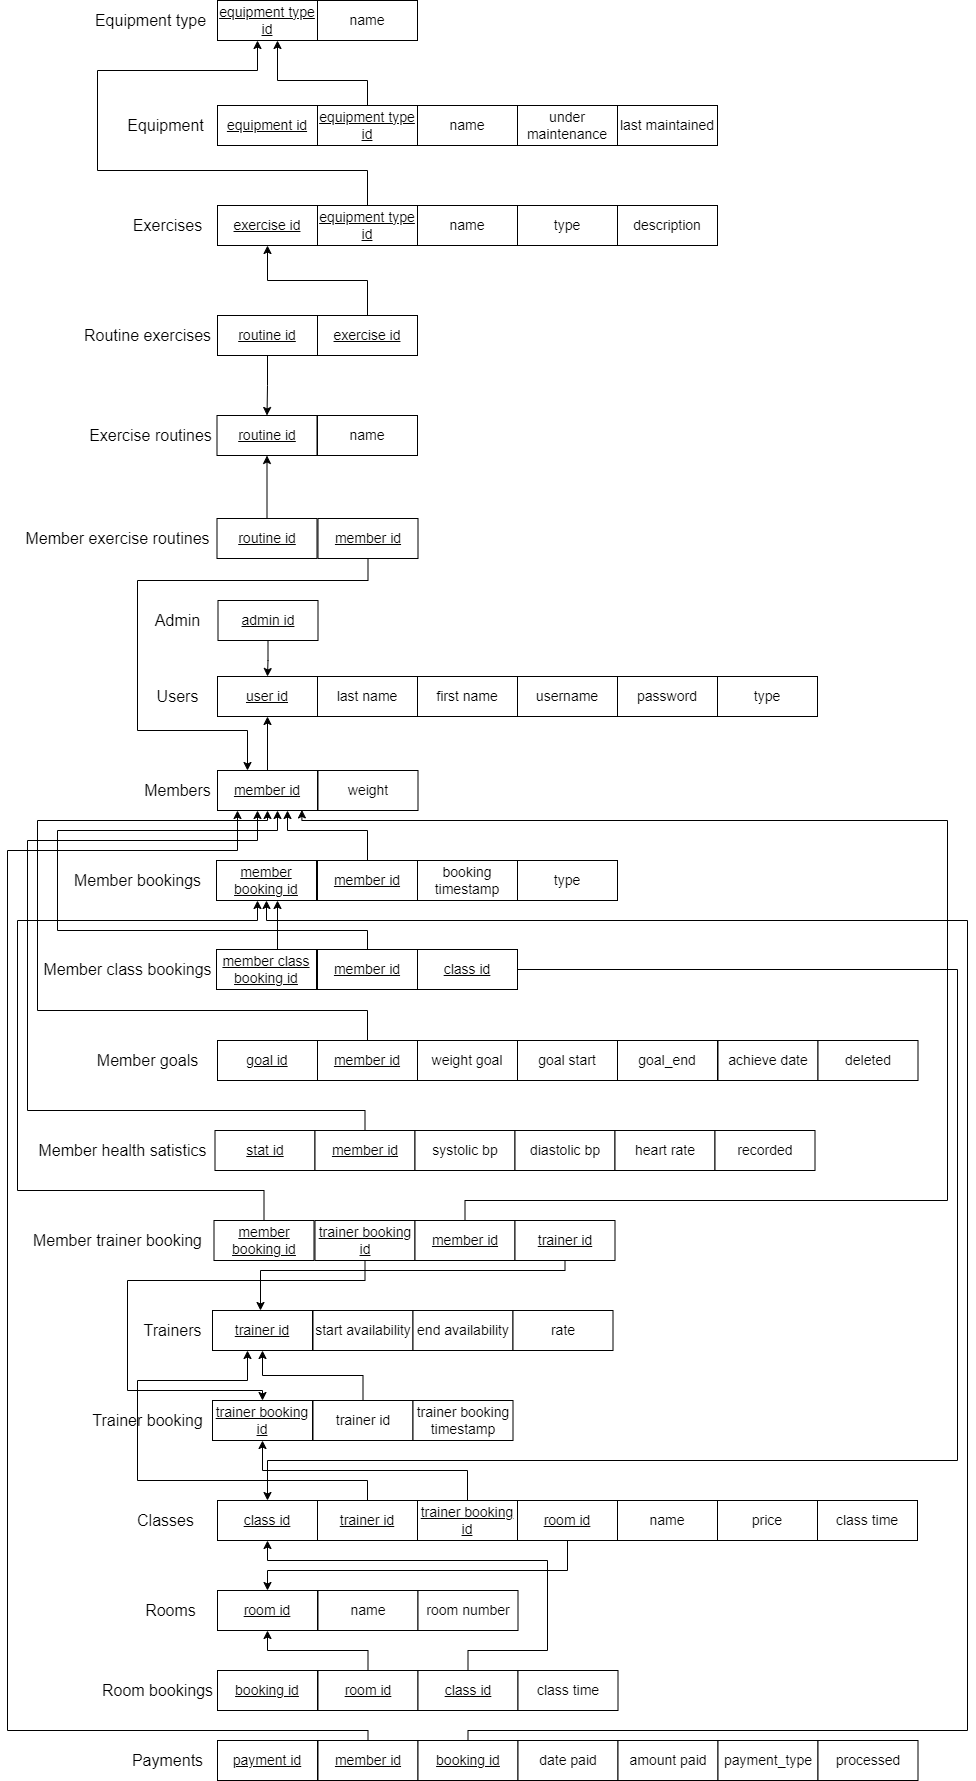 Equipment type
equipment type
id
name
Equipment
equipment id
equipment type
id
name
under
maintenance
last maintained
Exercises
exercise id
equipment type
id
name
type
description
Routine exercises
routine id
exercise id
Exercise routines
routine id
name
Member exercise routines
routine id
member id
Admin
admin id
Users
user id
last name
first name
username
password
type
Members
member id
weight
Member bookings
member
booking id
member id
booking
timestamp
type
Member class bookings
member class
booking id
member id
class id
Member goals
goal id
member id
weight goal
goal start
goal_end
achieve date
deleted
Member health satistics
stat id
member id
systolic bp
diastolic bp
heart rate
recorded
Member trainer booking
member
booking id
trainer booking
id
member id
trainer id
Trainers
trainer id
start availability
end availability
rate
Trainer booking
trainer booking
id
trainer id
trainer booking
timestamp
Classes
class id
trainer id
trainer booking
id
room id
name
price
class time
Rooms
room id
name
room number
Room bookings
booking id
room id
class id
class time
Payments
payment id
member id
booking id
date paid
amount paid
payment_type
processed